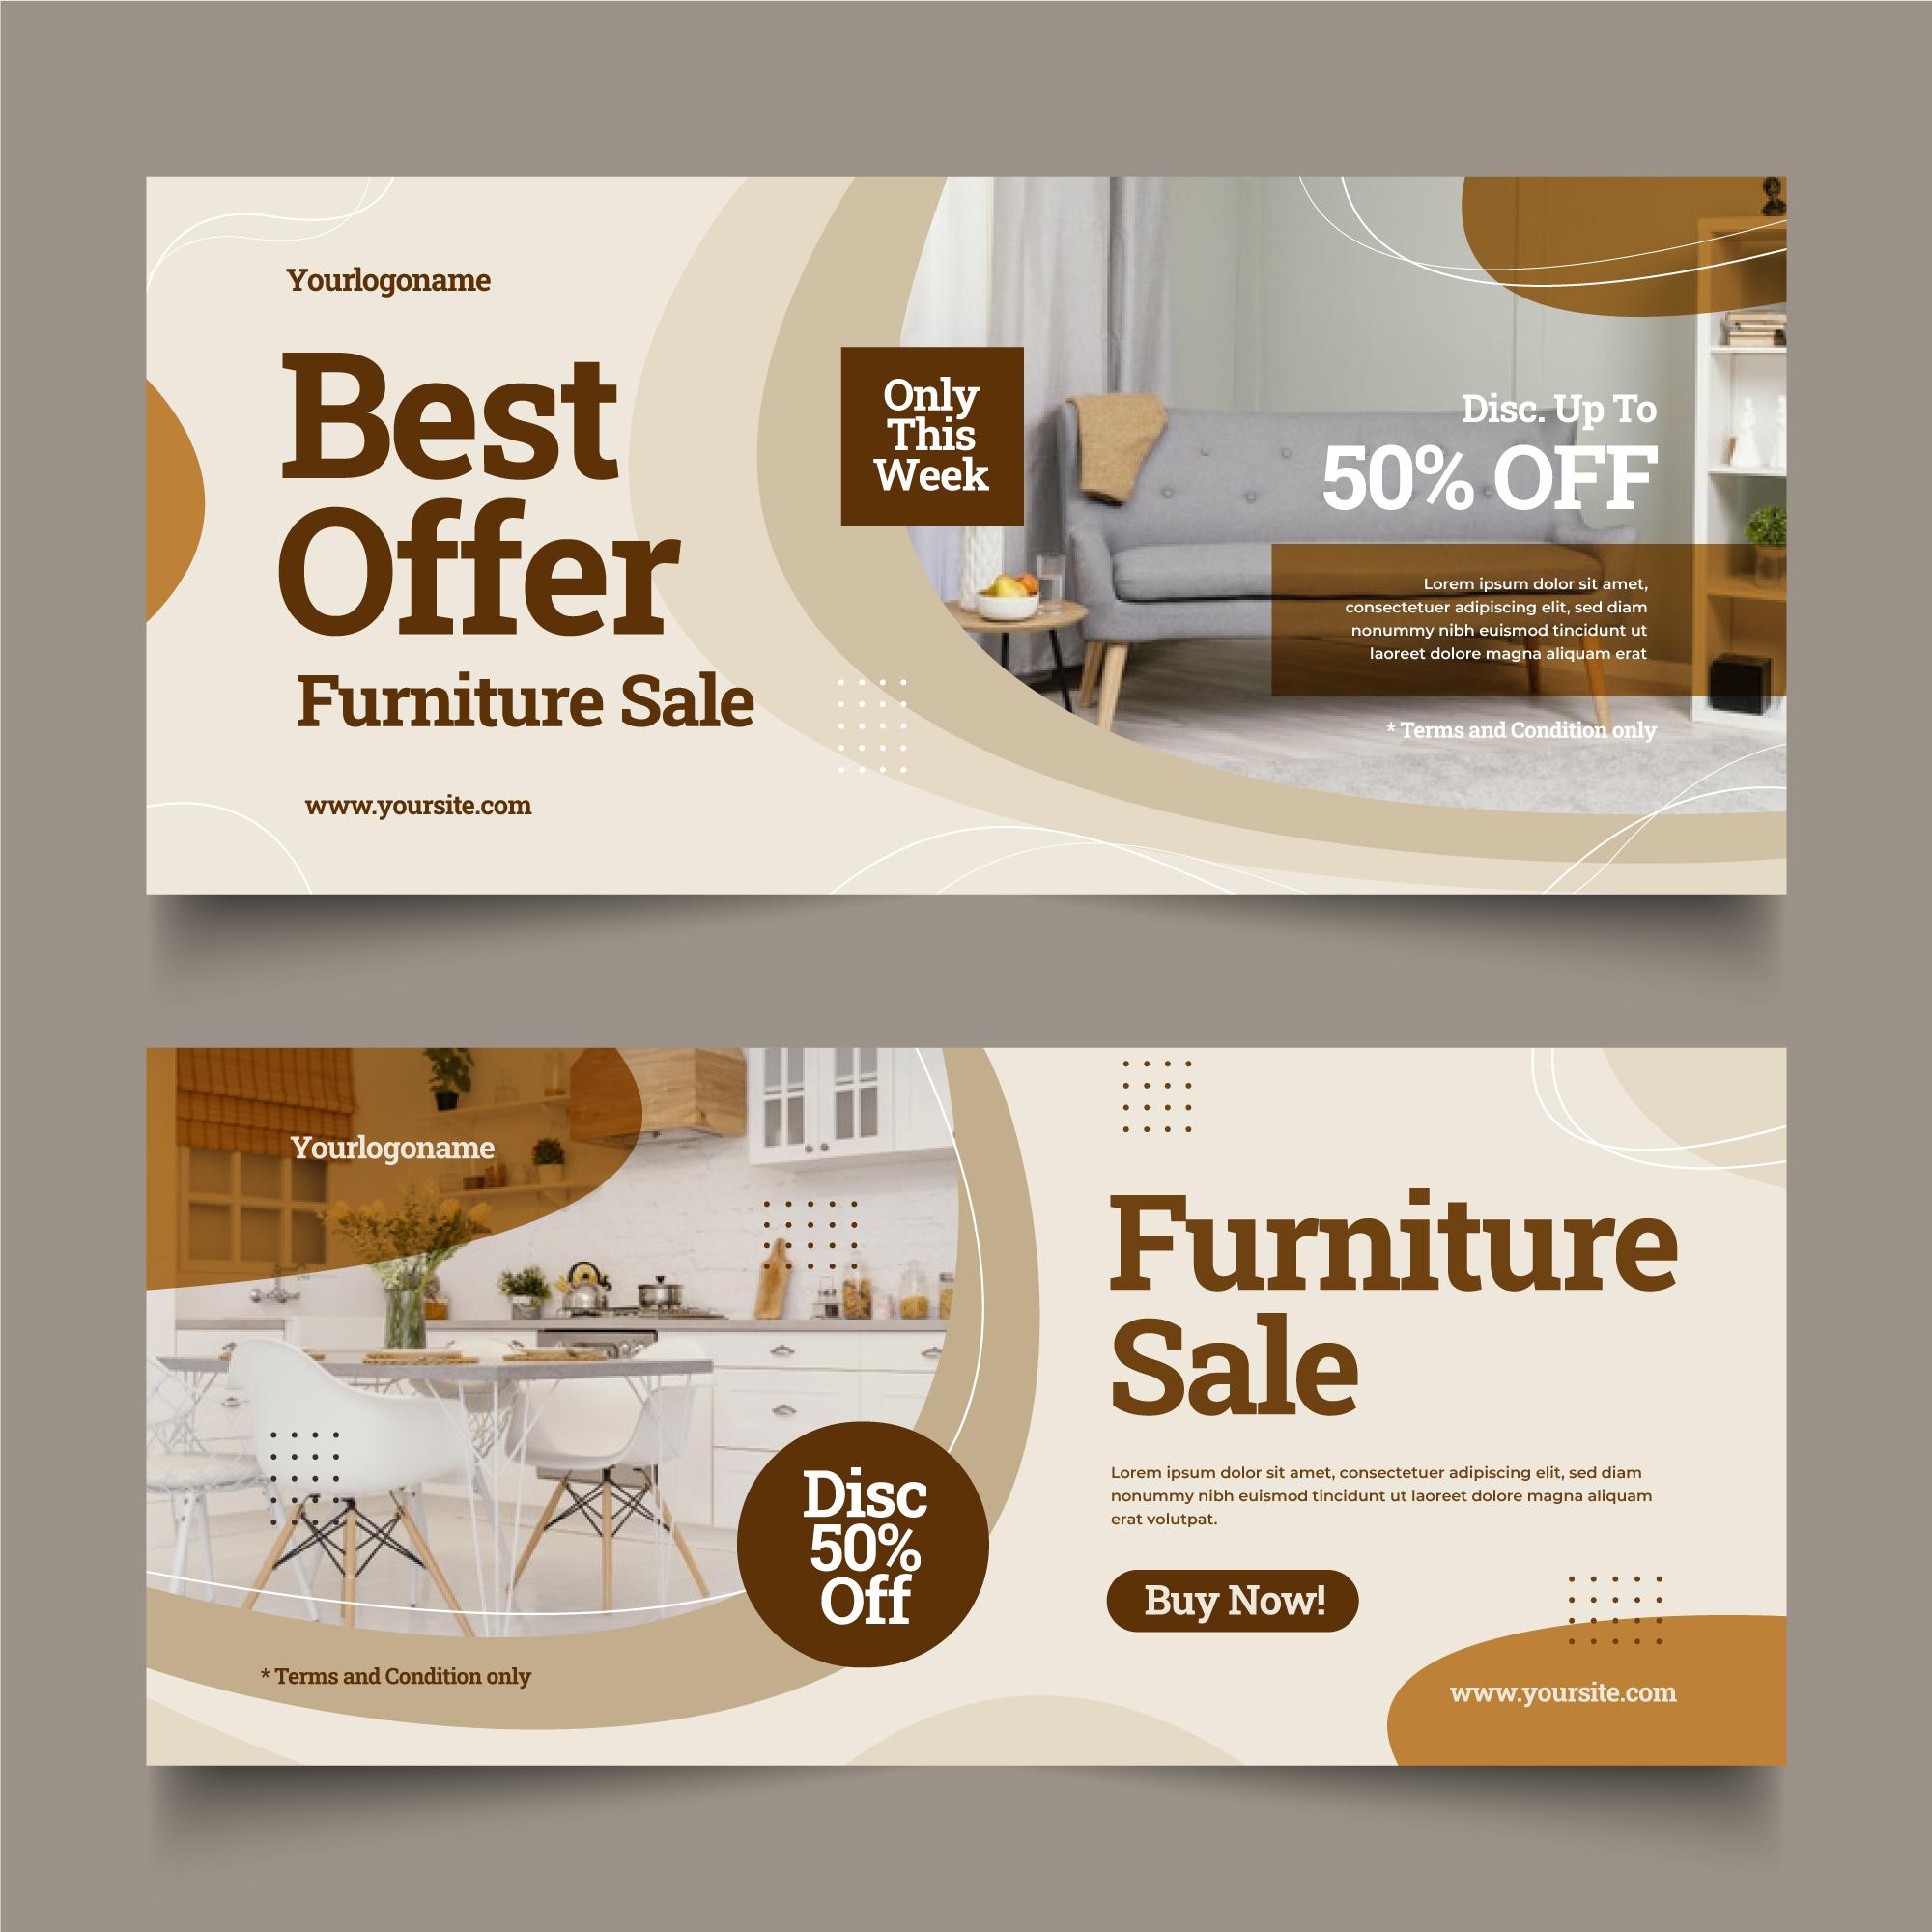 Yourlogoname
Best
Offer
Furniture Sale
www.yoursite.com
Only
This
Week
Disc. Up To
50% OFF
Lorem ipsum dolor sit amet,
consectetuer adipiscing elit, sed diam
nonummy nibh euismod tincidunt ut
laoreet dolore magna aliquam erat
* Terms and Condition only
Yourlogoname
Disc
50%
Off
* Terms and Condition only
Furniture
Sale
Lorem ipsum dolor sit amet, consectetuer adipiscing elit, sed diam
nonummy nibh euismod tincidunt ut laoreet dolore magna aliquam
erat volutpat.
Buy Now!
www.yoursite.com